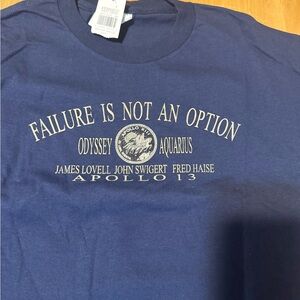 FAILURE IS NOT AN OPTION
ODYSSEY AQUARIUS
JAMES LOVELL JOHN SWIGERT FRED HAISE
APOLLO 13